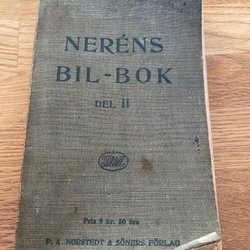 NERÉNS
BIL-BOK
DEL II
Pris 9 kr. 50 öre
P. A. NORSTEDT & SÖNERS FÖRLAG